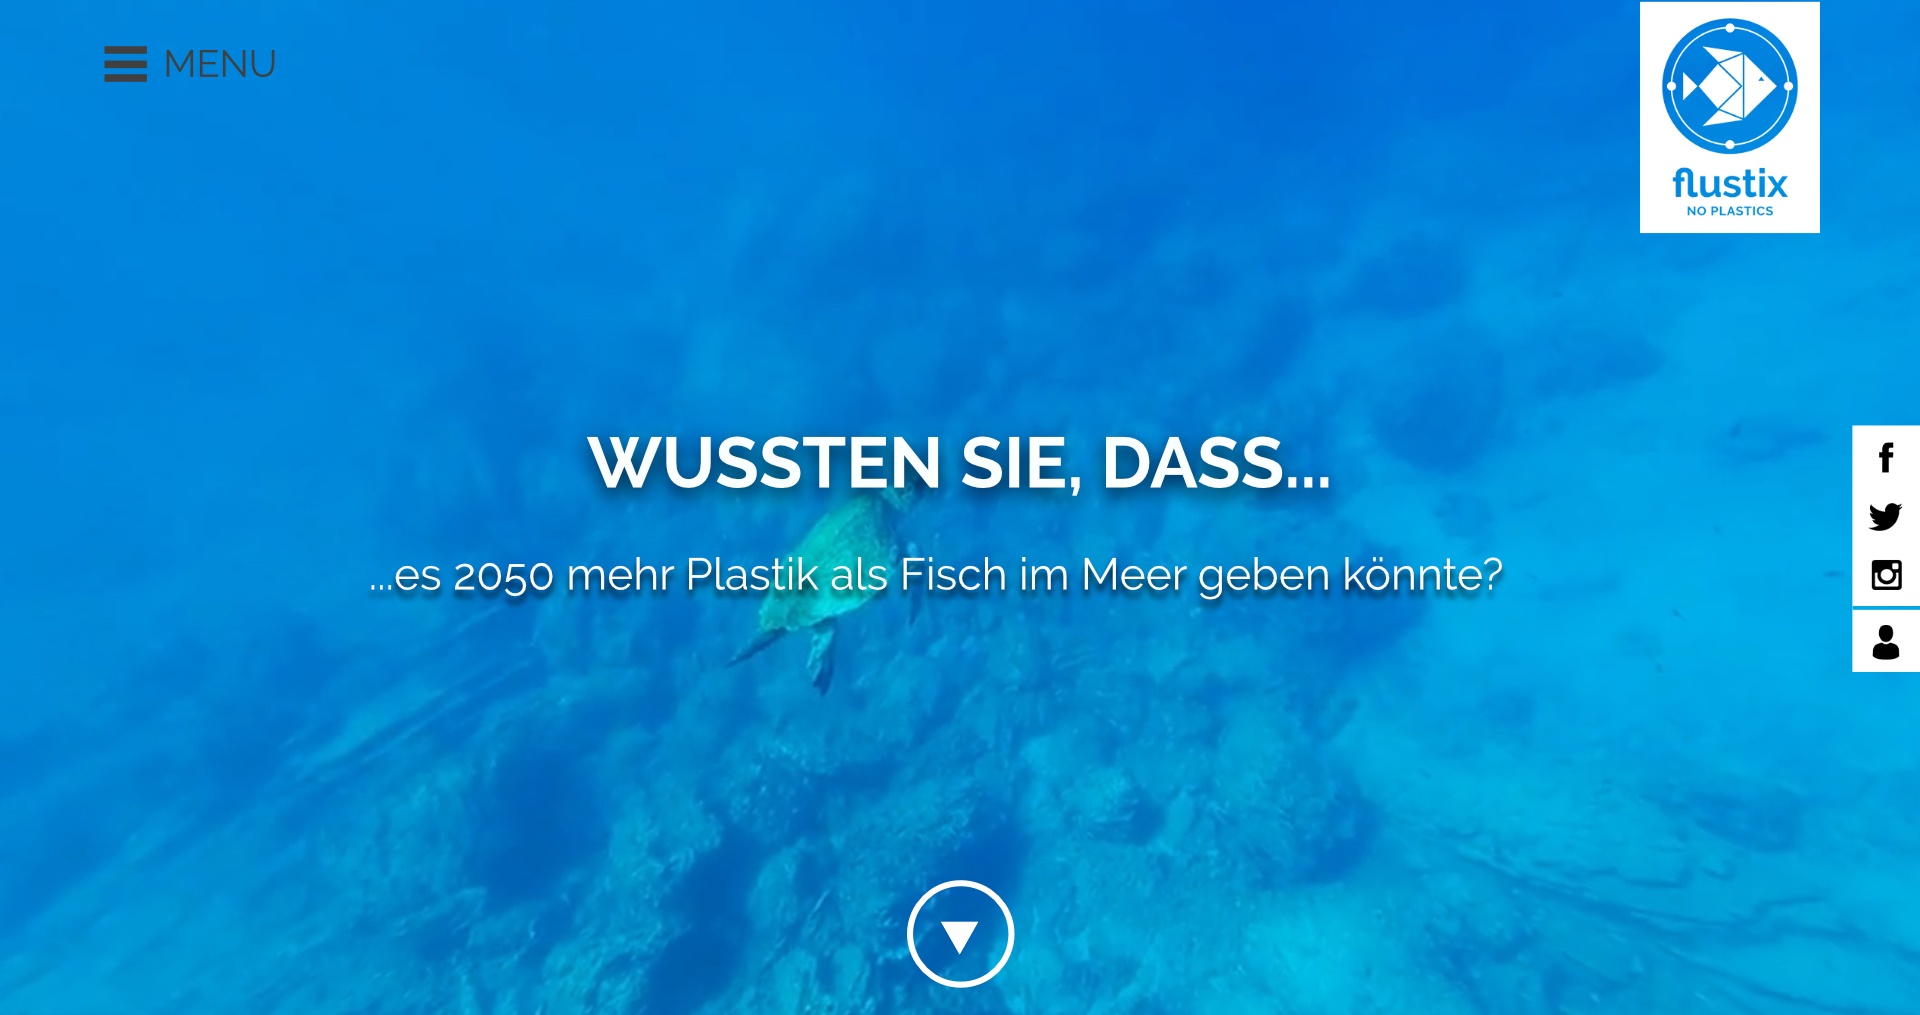 MENU
flustix
NO PLASTICS
WUSSTEN SIE, DASS...
...es 2050 mehr Plastik als Fisch im Meer geben könnte?